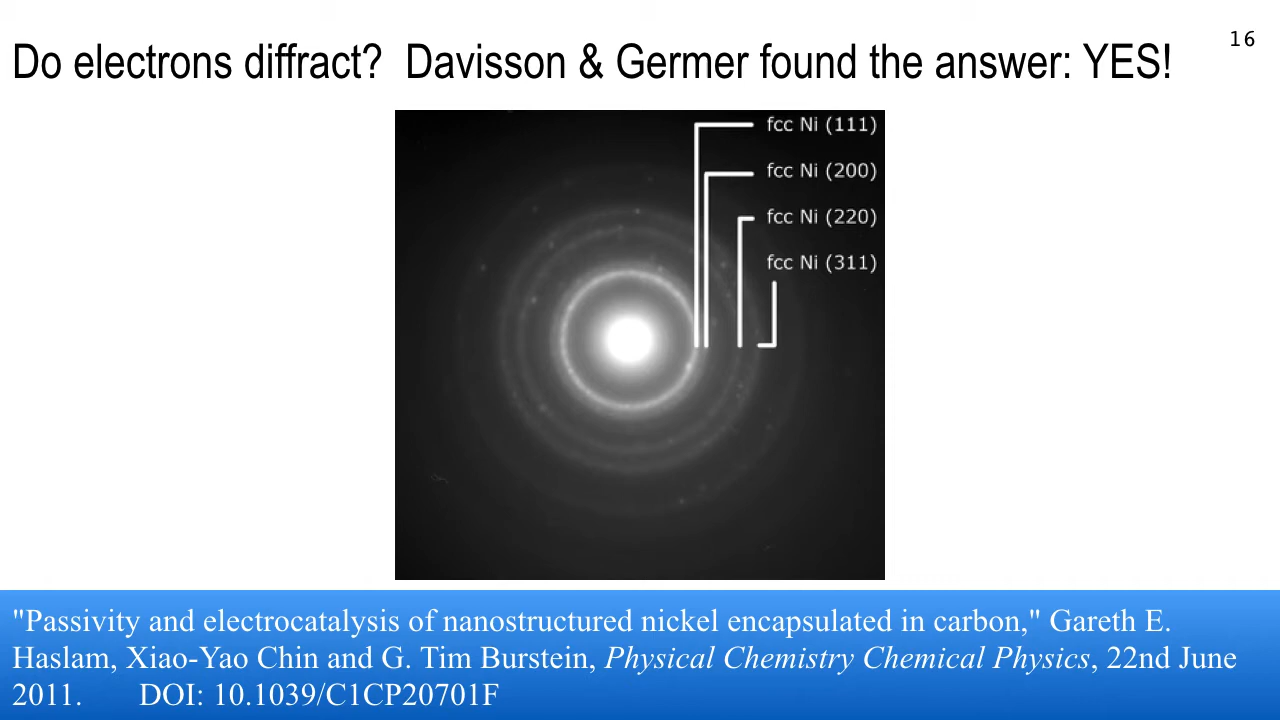 16
Do electrons diffract?  Davisson & Germer found the answer: YES!
fcc Ni (111)
fcc Ni (200)
fcc Ni (220)
fcc Ni (311)
"Passivity and electrocatalysis of nanostructured nickel encapsulated in carbon," Gareth E.
Haslam, Xiao-Yao Chin and G. Tim Burstein, Physical Chemistry Chemical Physics, 22nd June
2011.      DOI: 10.1039/C1CP20701F